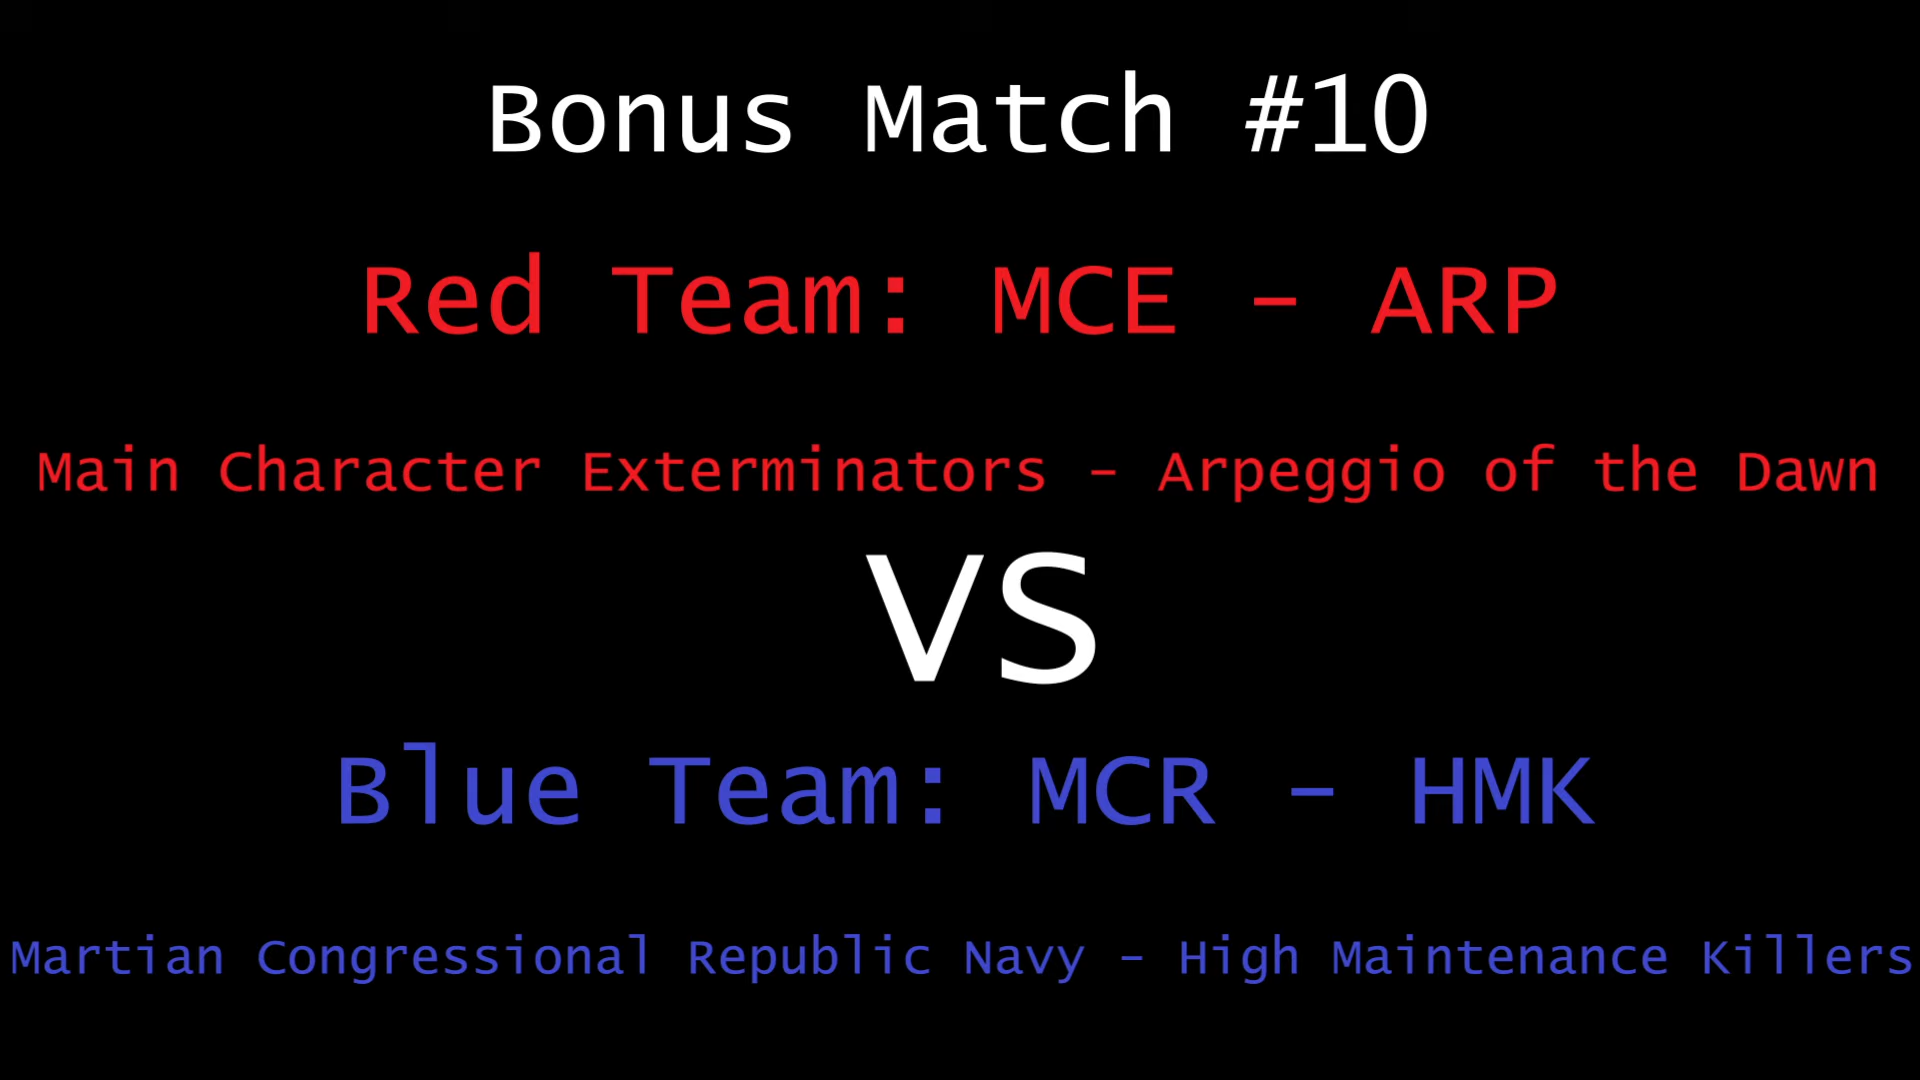 Bonus Match #10
Red Team: MCE - ARP
Main Character Exterminators - Arpeggio of the Dawn
VS
Blue Team: MCR - HMK
Martian Congressional Republic Navy - High Maintenance Killers